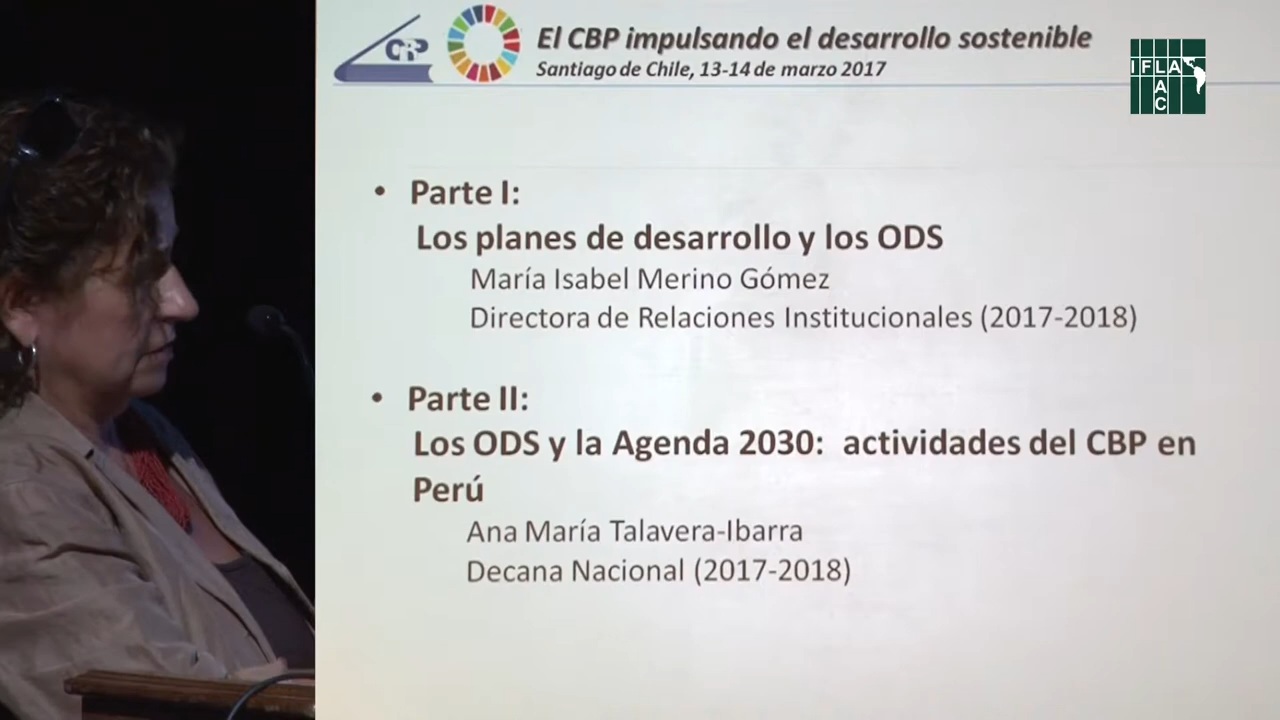 CBP
El CBP impulsando el desarrollo sostenible
Santiago de Chile, 13-14 de marzo 2017
IFLA
LAC
• Parte I:
Los planes de desarrollo y los ODS
María Isabel Merino Gómez
Directora de Relaciones Institucionales (2017-2018)
• Parte II:
Los ODS y la Agenda 2030: actividades del CBP en
Perú
Ana María Talavera-Ibarra
Decana Nacional (2017-2018)